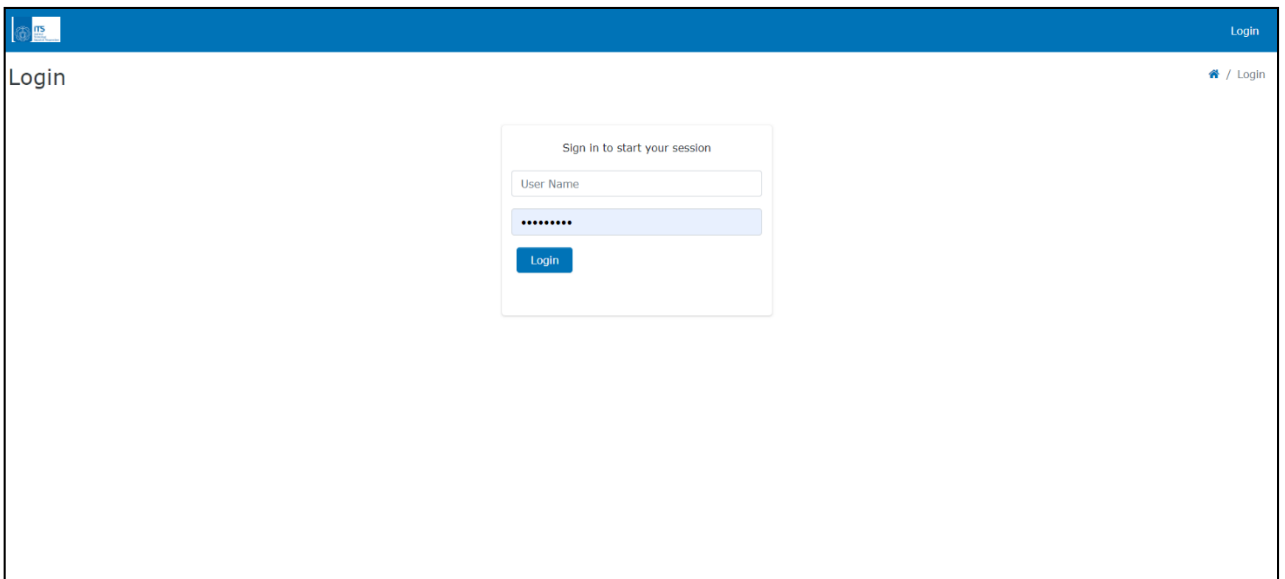 ITS
Login
Login
/ Login
Sign in to start your session
User Name
•••••••••
Login